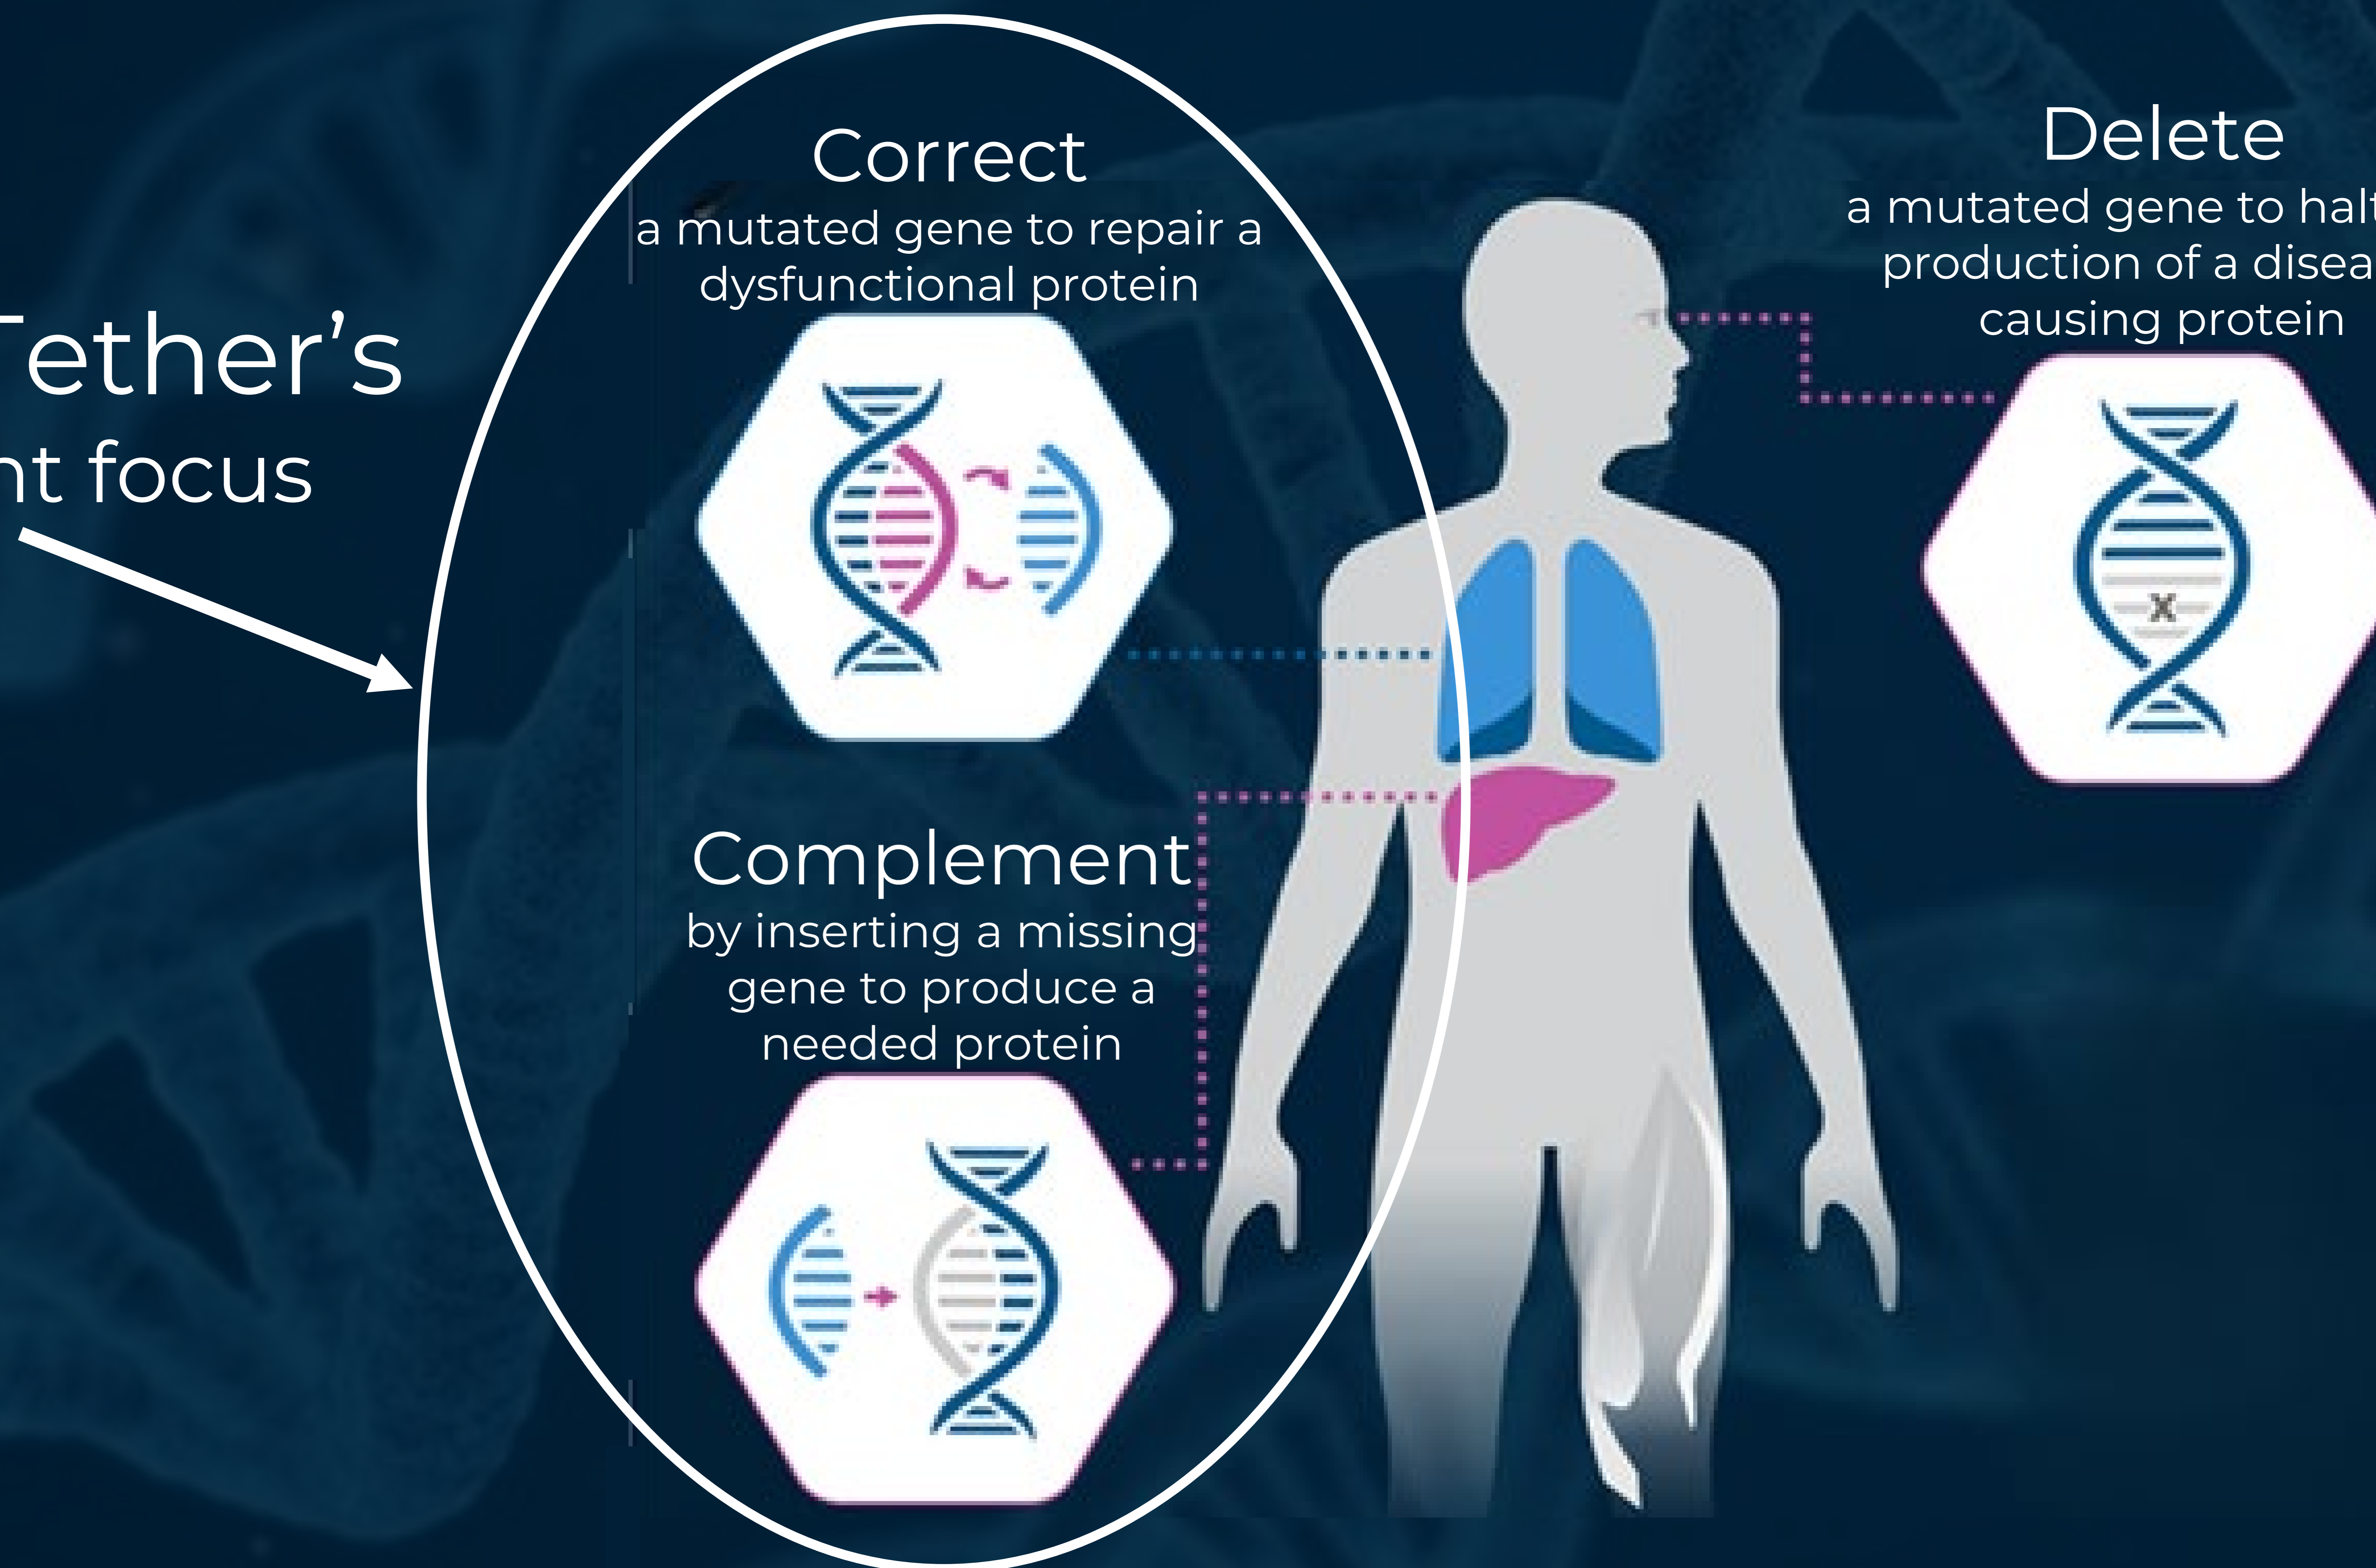 Tether's
nt focus
Correct
a mutated gene to repair a
dysfunctional protein
Complement
by inserting a missing
gene to produce a
needed protein
Delete
a mutated gene to halt
production of a disea
causing protein
X